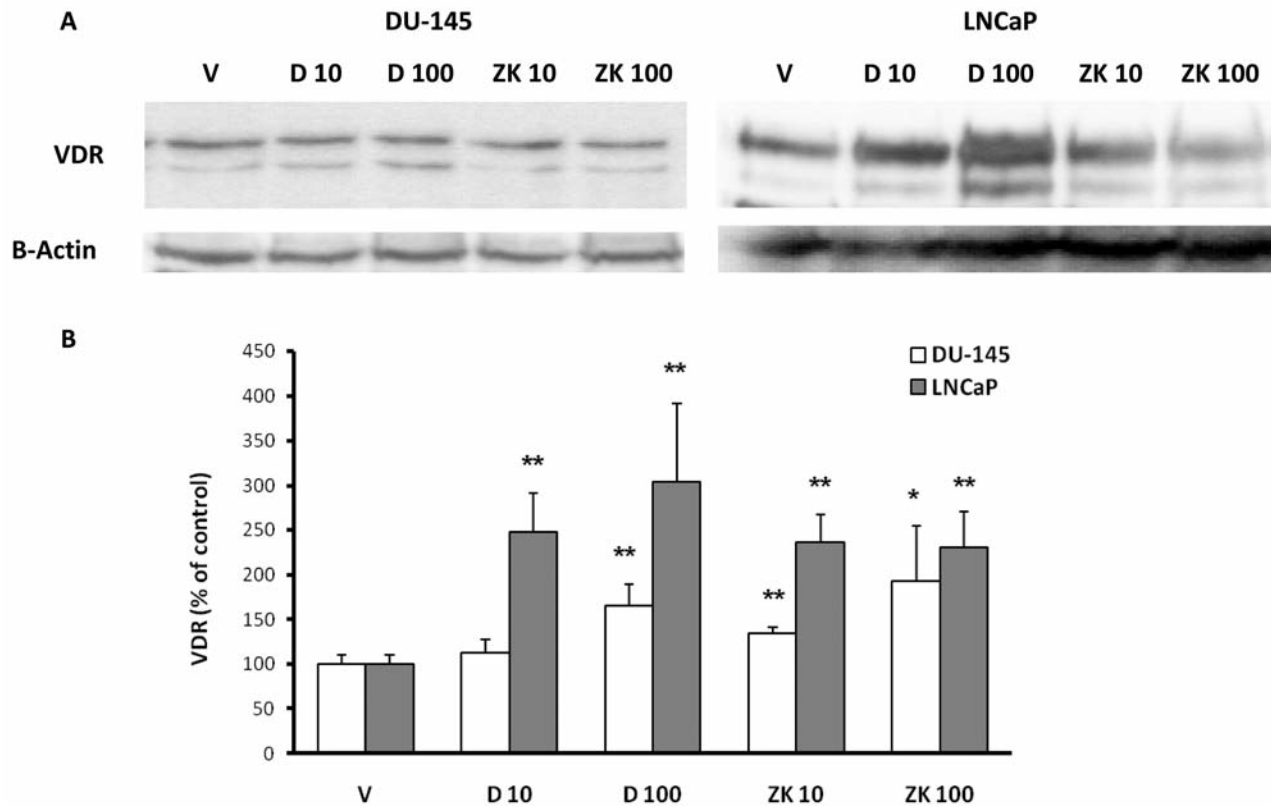 A DU-145 LNCaP
V D 10 D 100 ZK 10 ZK 100 V D 10 D 100 ZK 10 ZK 100
VDR
B-Actin
B
450
400
350
300
250
200
150
100
50
0
VDR (% of control)
DU-145
LNCaP
**
**
**
**
**
*
**
V D 10 D 100 ZK 10 ZK 100